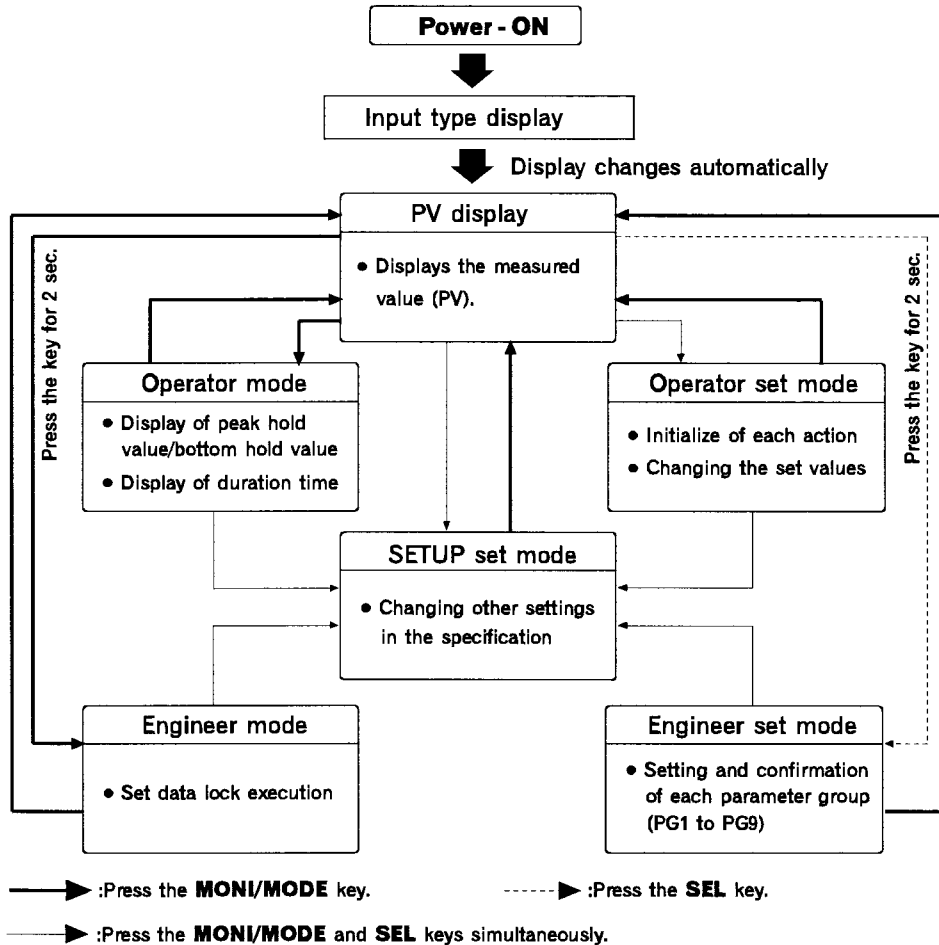 Power - ON
Input type display
Display changes automatically
PV display
● Displays the measured
value (PV).
Press the key for 2 sec.
Press the key for 2 sec.
Operator mode
● Display of peak hold
value/bottom hold value
● Display of duration time
Operator set mode
● Initialize of each action
● Changing the set values
SETUP set mode
● Changing other settings
in the specification
Engineer mode
● Set data lock execution
Engineer set mode
● Setting and confirmation
of each parameter group
(PG1 to PG9)
:Press the MONI/MODE key.
:Press the SEL key.
:Press the MONI/MODE and SEL keys simultaneously.